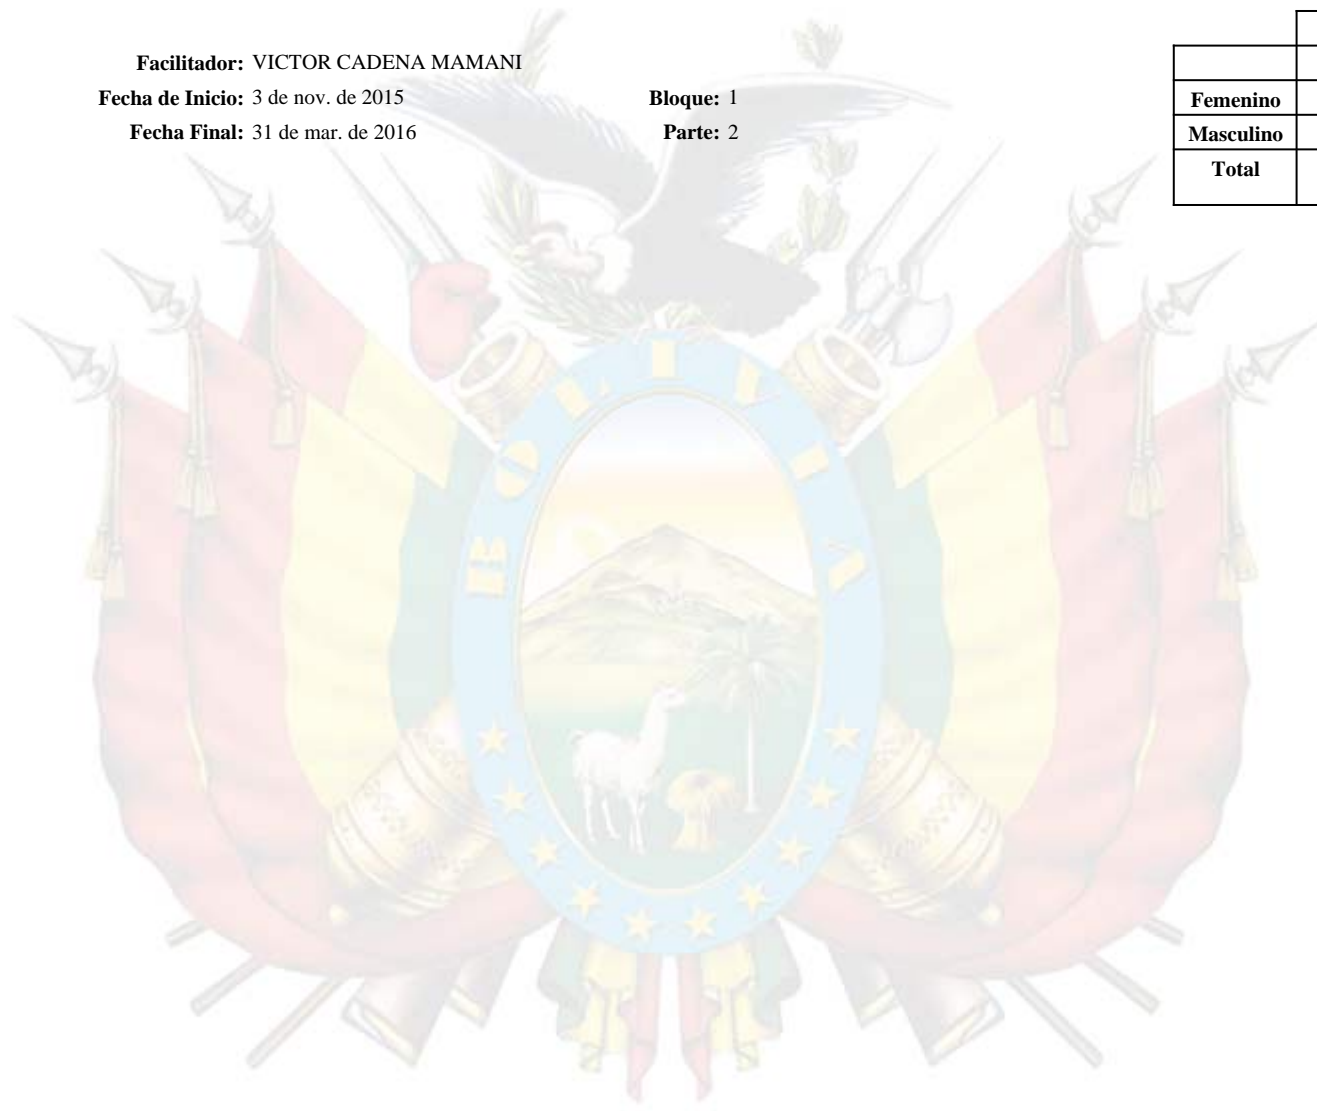 Facilitador: VICTOR CADENA MAMANI
Fecha de Inicio: 3 de nov. de 2015 Bloque: 1
Fecha Final: 31 de mar. de 2016 Parte: 2
Femenino
Masculino
Total
BOLIVIA